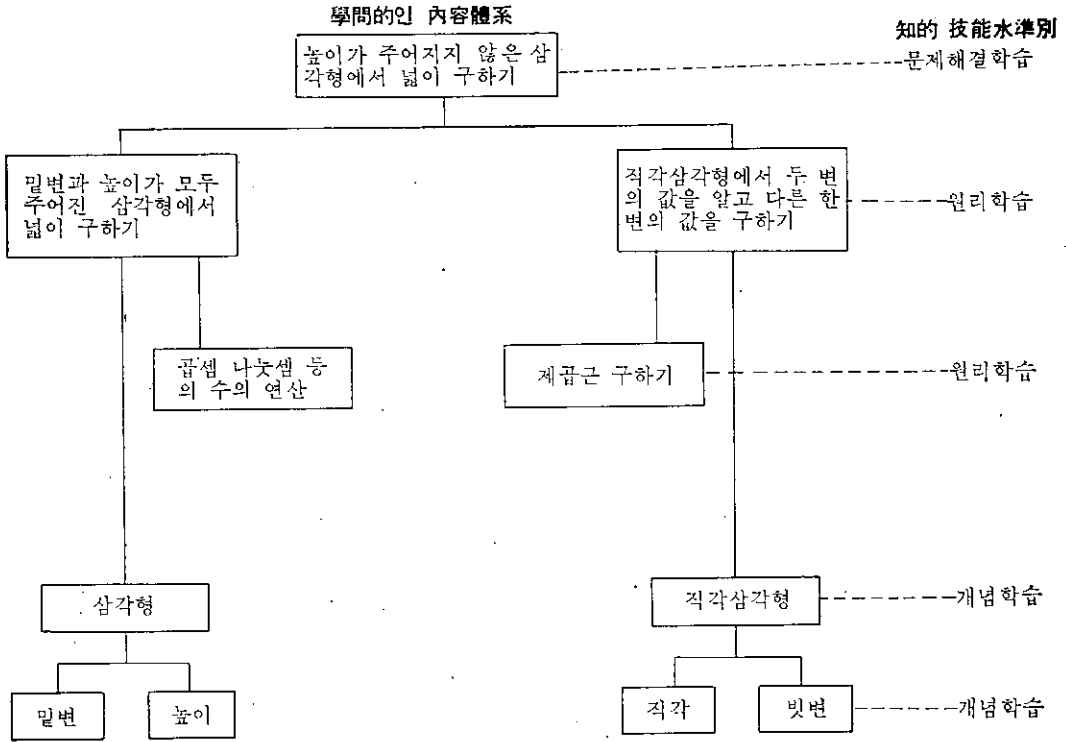 學問的인 內容體系
知的 技能水準別
높이가 주어지지 않은 삼
각형에서 넓이 구하기
문제해결학습
밑변과 높이가 모두
주어진 삼각형에서
넓이 구하기
직각삼각형에서 두 변
의 값을 알고 다른 한
변의 값을 구하기
원리학습
곱셈 나눗셈 등
의 수의 연산
제곱근 구하기
원리학습
삼각형
직각삼각형
개념학습
밑변
높이
직각
빗변
개념학습